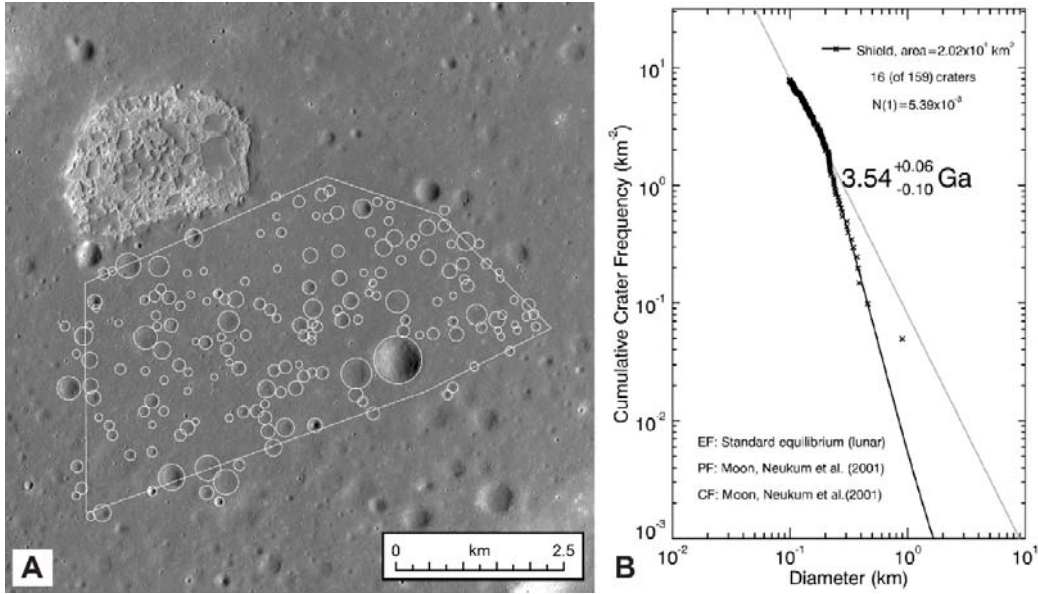 A
0 km 2.5
B
Cumulative Crater Frequency (km⁻²)
10¹
10⁰
10⁻¹
10⁻²
10⁻³
Shield, area=2.02x10¹ km²
16 (of 159) craters
N(1)=5.39x10⁻³
3.54 +0.06 -0.10 Ga
EF: Standard equilibrium (lunar)
PF: Moon, Neukum et al. (2001)
CF: Moon, Neukum et al.(2001)
10⁻² 10⁻¹ 10⁰ 10¹
Diameter (km)